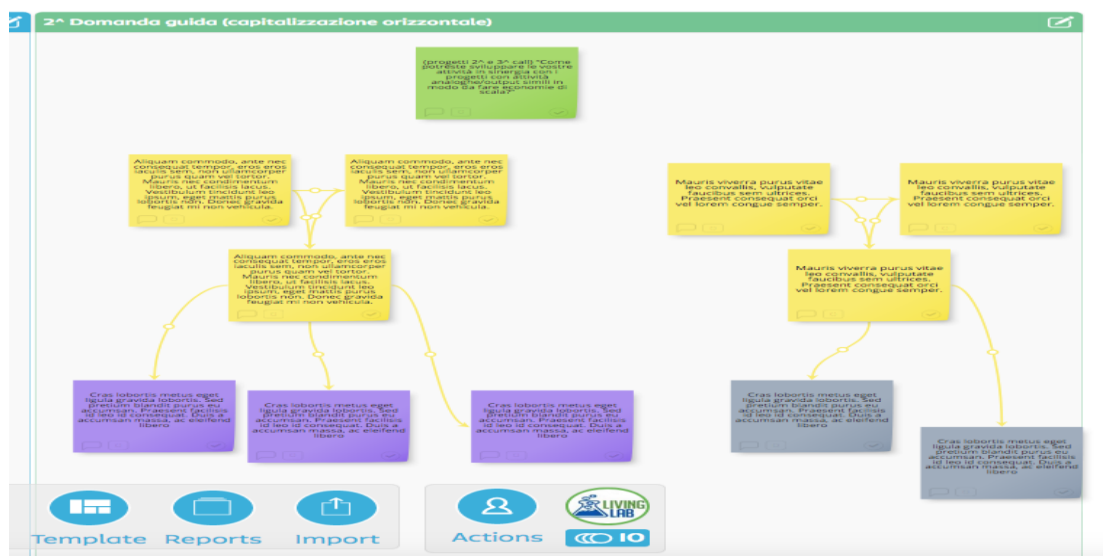 2^ Domanda guida (capitalizzazione orizzontale)
(progetti 2^ e 3^ call) "Come
potreste sviluppare le vostre
attività in sinergia con i
progetti con attività
analoghe/output simili in
modo da fare economie di
scala?"
Aliquam commodo, ante nec
consequat tempor, eros eros
iaculis sem, non ullamcorper
purus quam vel tortor.
Mauris nec condimentum
libero, ut facilisis lacus.
Vestibulum tincidunt leo
ipsum, eget mattis purus
lobortis non. Donec gravida
feugiat mi non vehicula.
Aliquam commodo, ante nec
consequat tempor, eros eros
iaculis sem, non ullamcorper
purus quam vel tortor.
Mauris nec condimentum
libero, ut facilisis lacus.
Vestibulum tincidunt leo
ipsum, eget mattis purus
lobortis non. Donec gravida
feugiat mi non vehicula.
Mauris viverra purus vitae
leo convallis, vulputate
faucibus sem ultrices.
Praesent consequat orci
vel lorem congue semper.
Mauris viverra purus vitae
leo convallis, vulputate
faucibus sem ultrices.
Praesent consequat orci
vel lorem congue semper.
Aliquam commodo, ante nec
consequat tempor, eros eros
iaculis sem, non ullamcorper
purus quam vel tortor.
Mauris nec condimentum
libero, ut facilisis lacus.
Vestibulum tincidunt leo
ipsum, eget mattis purus
lobortis non. Donec gravida
feugiat mi non vehicula.
Mauris viverra purus vitae
leo convallis, vulputate
faucibus sem ultrices.
Praesent consequat orci
vel lorem congue semper.
Cras lobortis metus eget
ligula gravida lobortis. Sed
pretium blandit purus eu
accumsan. Praesent facilisis
id leo id consequat. Duis a
accumsan massa, ac eleifend
libero
Cras lobortis metus eget
ligula gravida lobortis. Sed
pretium blandit purus eu
accumsan. Praesent facilisis
id leo id consequat. Duis a
accumsan massa, ac eleifend
libero
Cras lobortis metus eget
ligula gravida lobortis. Sed
pretium blandit purus eu
accumsan. Praesent facilisis
id leo id consequat. Duis a
accumsan massa, ac eleifend
libero
Cras lobortis metus eget
ligula gravida lobortis. Sed
pretium blandit purus eu
accumsan. Praesent facilisis
id leo id consequat. Duis a
accumsan massa, ac eleifend
libero
Cras lobortis metus eget
ligula gravida lobortis. Sed
pretium blandit purus eu
accumsan. Praesent facilisis
id leo id consequat. Duis a
accumsan massa, ac eleifend
libero
Template Reports Import Actions
LIVING
LAB
10